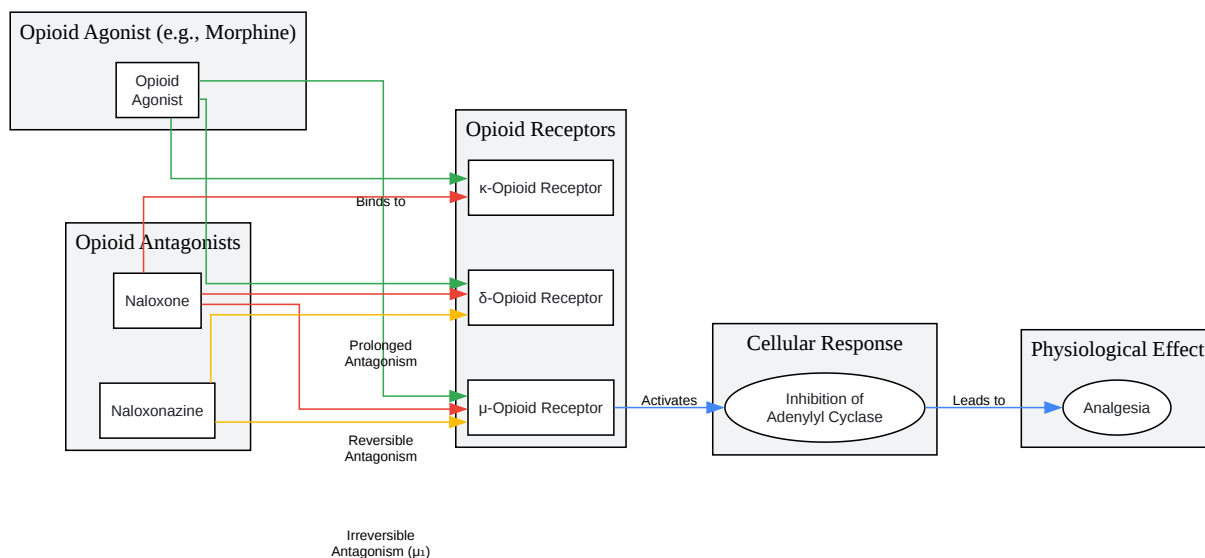 Opioid Agonist (e.g., Morphine)
Opioid
Agonist
Opioid Receptors
κ-Opioid Receptor
Binds to
Opioid Antagonists
Naloxone
δ-Opioid Receptor
Prolonged
Antagonism
Cellular Response
Physiological Effect
Naloxonazine
μ-Opioid Receptor
Activates
Inhibition of
Adenylyl Cyclase
Leads to
Analgesia
Reversible
Antagonism
Irreversible
Antagonism (μ₁)